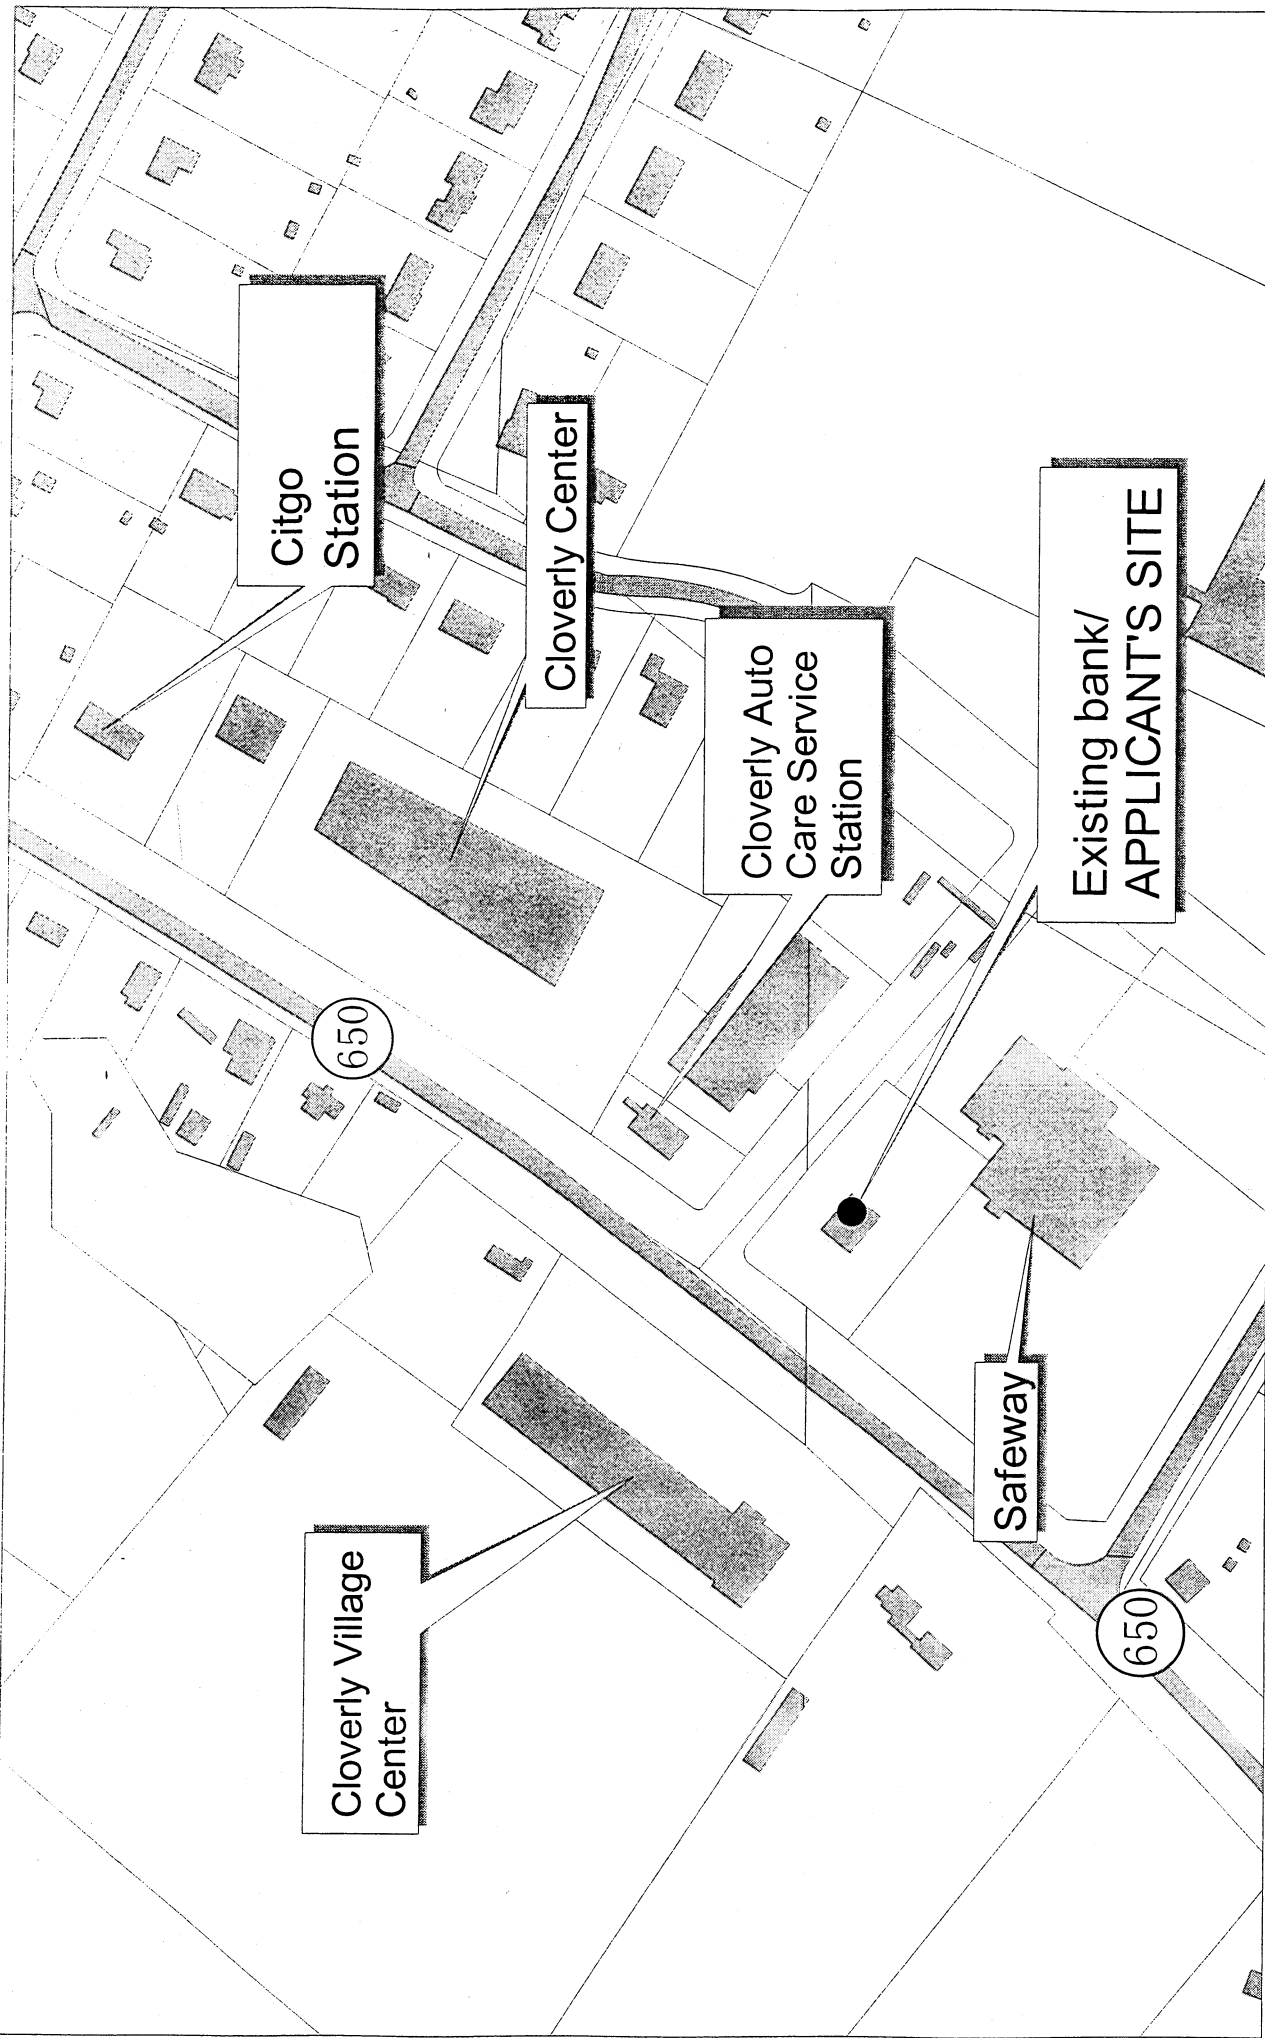 Citgo
Station
Cloverly Center
Cloverly Auto
Care Service
Station
Existing bank/
APPLICANT'S SITE
650
Safeway
Cloverly Village
Center
650